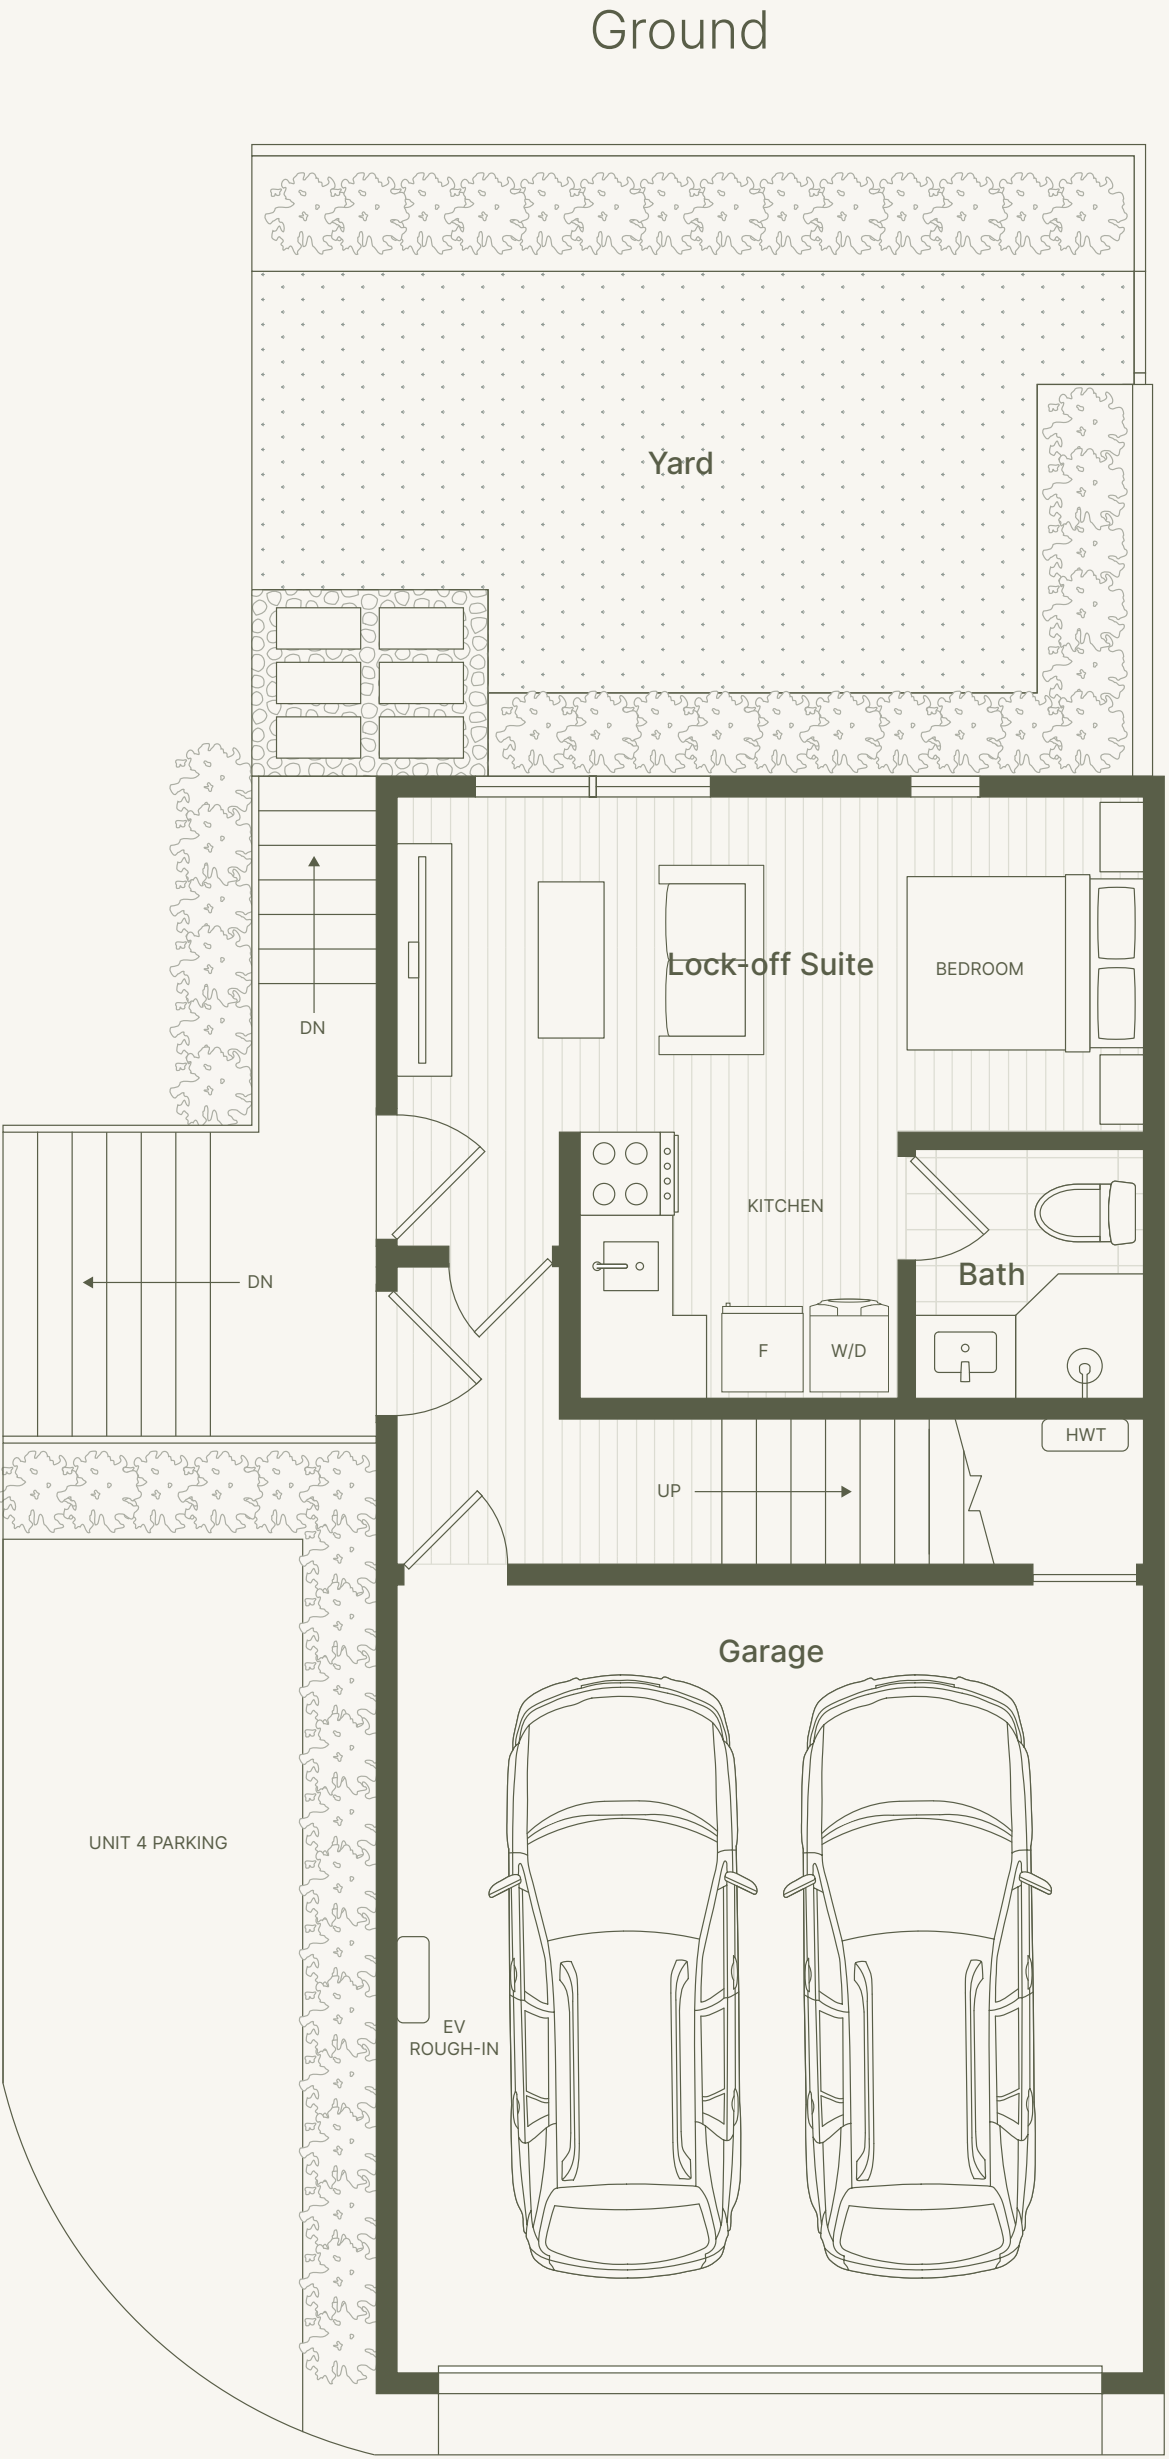 Ground
Yard
Lock-off Suite
BEDROOM
DN
KITCHEN
Bath
DN
F
W/D
HWT
UP
Garage
UNIT 4 PARKING
EV
ROUGH-IN